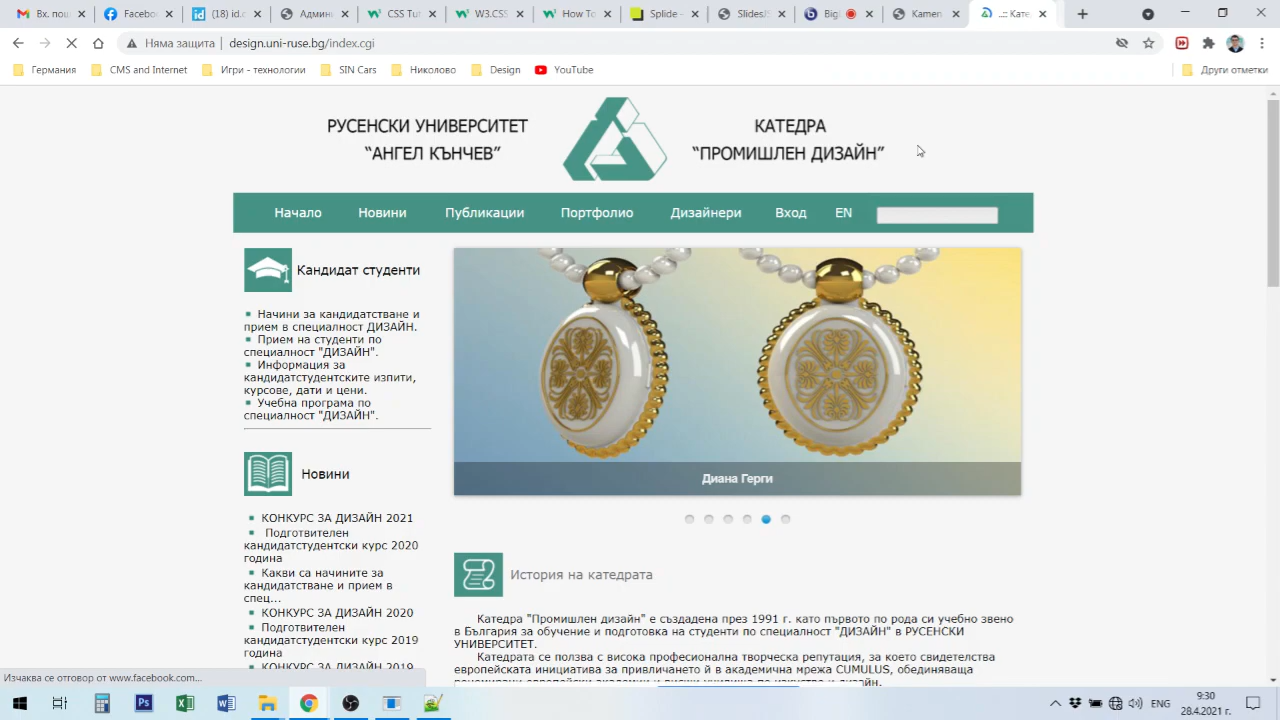 Вх. пош
Facebook
(18) id.c
Админ
CSS Tut
W3.CSS
How To
Splide –
SlidesJS
Big
Kamen
.::: Кате
Няма защита
design.uni-ruse.bg/index.cgi
Германия
CMS and Internet
Игри - технологии
SIN Cars
Николово
Design
YouTube
Други отметки
РУСЕНСКИ УНИВЕРСИТЕТ
“АНГЕЛ КЪНЧЕВ”
КАТЕДРА
“ПРОМИШЛЕН ДИЗАЙН”
Начало
Новини
Публикации
Портфолио
Дизайнери
Вход
EN
Кандидат студенти
Начини за кандидатстване и
прием в специалност ДИЗАЙН.
Прием на студенти по
специалност "ДИЗАЙН".
Информация за
кандидатстудентските изпити,
курсове, дати и цени.
Учебна програма по
специалност "ДИЗАЙН".
Новини
КОНКУРС ЗА ДИЗАЙН 2021
Подготвителен
кандидатстудентски курс 2020
година
Какви са начините за
кандидатстване и прием в
спец...
КОНКУРС ЗА ДИЗАЙН 2020
Подготвителен
кандидатстудентски курс 2019
година
КОНКУРС ЗА ДИЗАЙН 2019
Диана Герги
История на катедрата
Катедра "Промишлен дизайн" е създадена през 1991 г. като първото по рода си учебно звено
в България за обучение и подготовка на студенти по специалност "ДИЗАЙН" в РУСЕНСКИ
УНИВЕРСИТЕТ.
Катедрата се ползва с висока професионална творческа репутация, за което свидетелства
европейската инициатива за привличането й в академична мрежа CUMULUS, обединяваща
Изчаква се отговор от www.facebook.com...
ENG
9:30
28.4.2021 г.